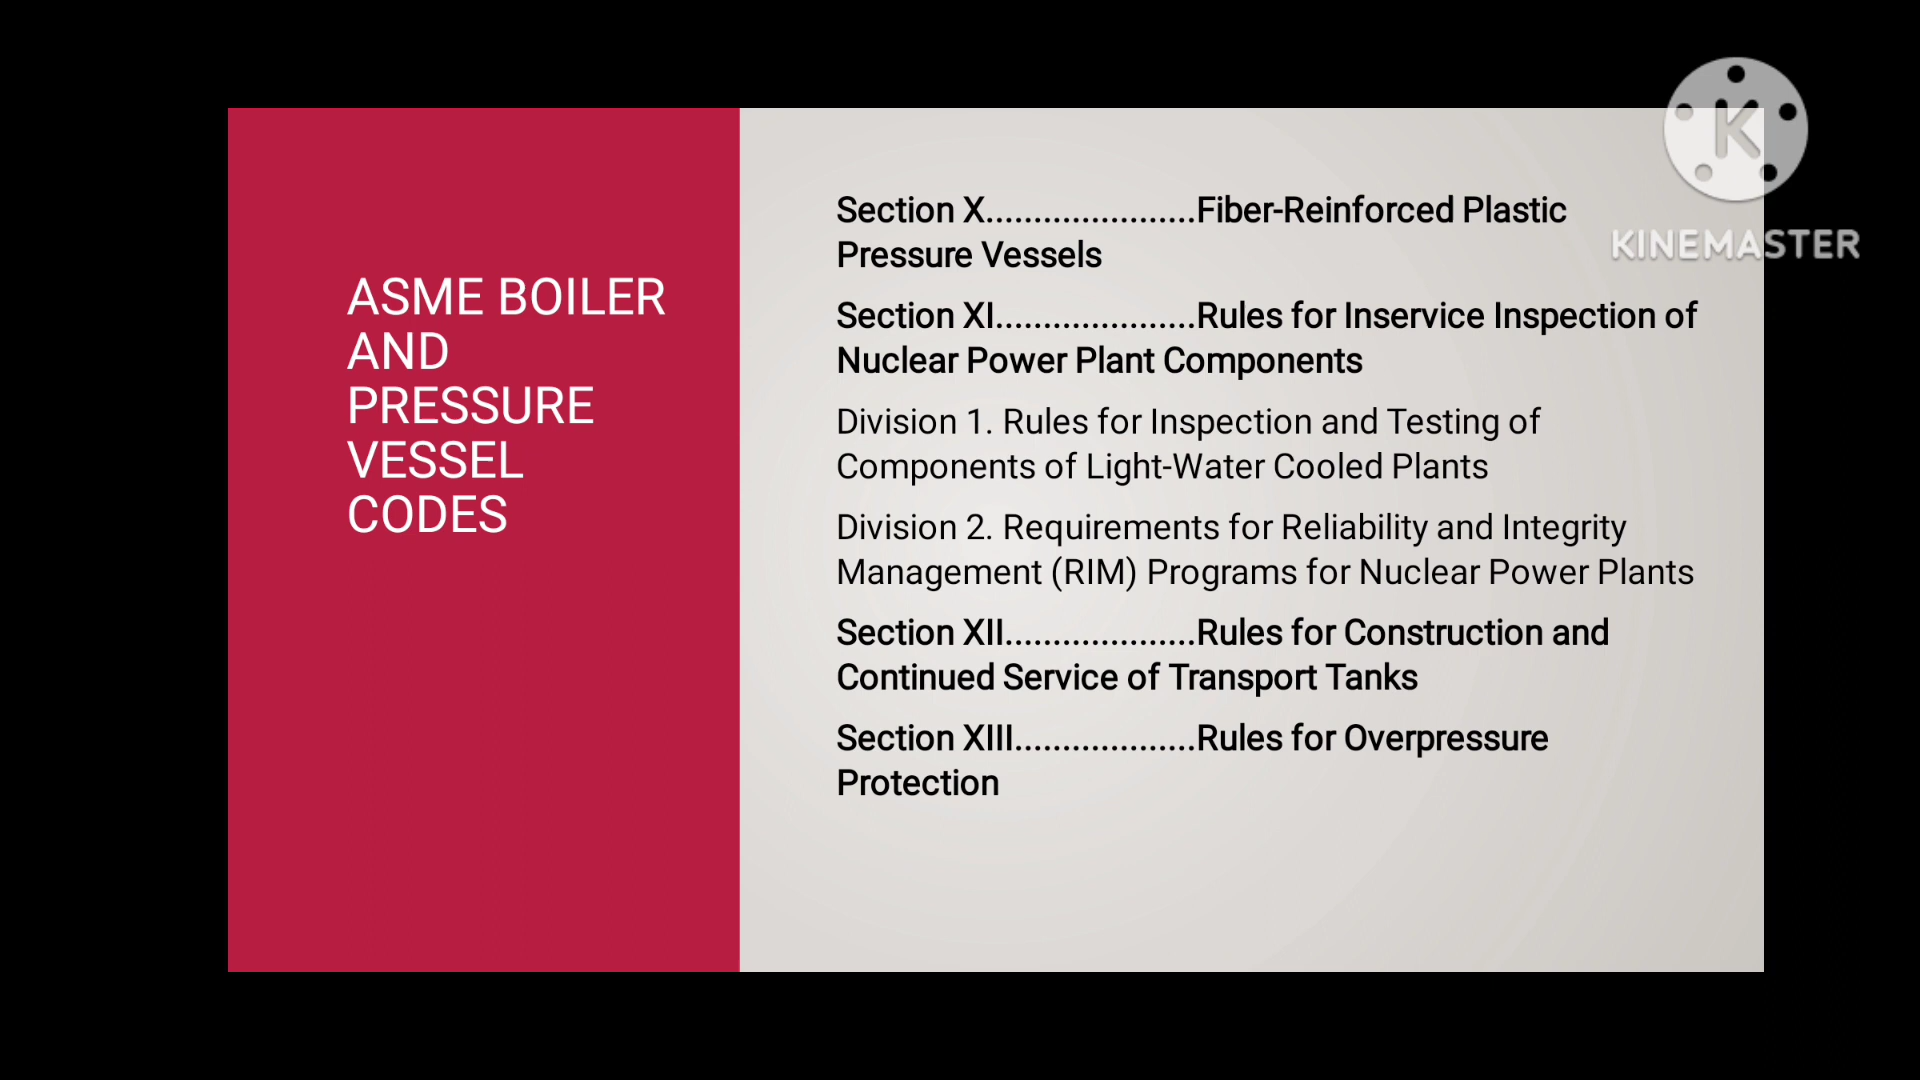 ASME BOILER
AND
PRESSURE
VESSEL
CODES
Section X......................Fiber-Reinforced Plastic
Pressure Vessels
Section XI.....................Rules for Inservice Inspection of
Nuclear Power Plant Components
Division 1. Rules for Inspection and Testing of
Components of Light-Water Cooled Plants
Division 2. Requirements for Reliability and Integrity
Management (RIM) Programs for Nuclear Power Plants
Section XII....................Rules for Construction and
Continued Service of Transport Tanks
Section XIII...................Rules for Overpressure
Protection
K
KINEMASTER